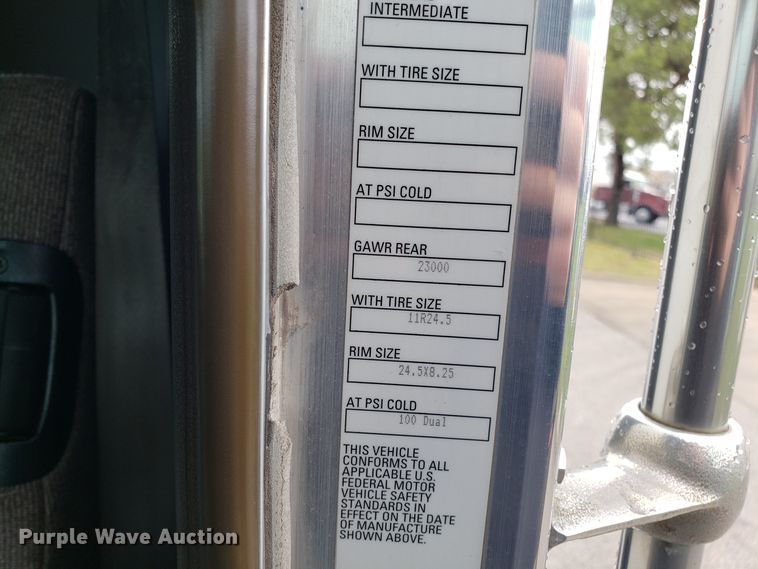 INTERMEDIATE
WITH TIRE SIZE
RIM SIZE
AT PSI COLD
GAWR REAR
23000
WITH TIRE SIZE
11R24.5
RIM SIZE
24.5X8.25
AT PSI COLD
100 Dual
THIS VEHICLE
CONFORMS TO ALL
APPLICABLE U.S.
FEDERAL MOTOR
VEHICLE SAFETY
STANDARDS IN
EFFECT ON THE DATE
OF MANUFACTURE
SHOWN ABOVE.
Purple Wave Auction